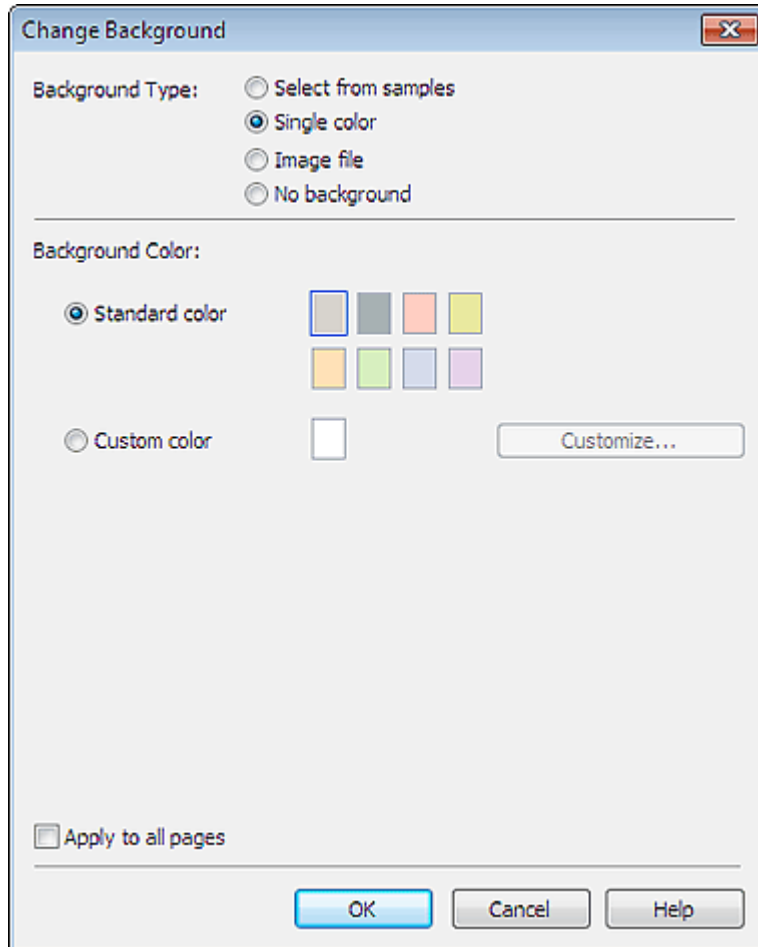 Change Background
Background Type:
Select from samples
Single color
Image file
No background
Background Color:
Standard color
Custom color
Customize...
Apply to all pages
OK
Cancel
Help